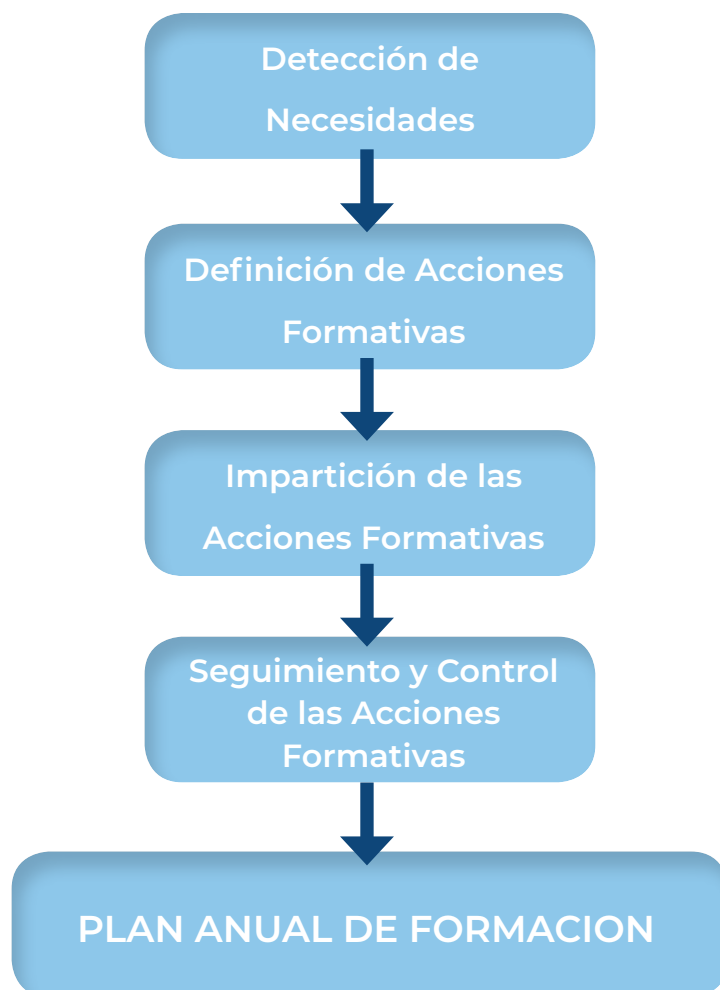 Detección de
Necesidades
Definición de Acciones
Formativas
Impartición de las
Acciones Formativas
Seguimiento y Control
de las Acciones
Formativas
PLAN ANUAL DE FORMACION